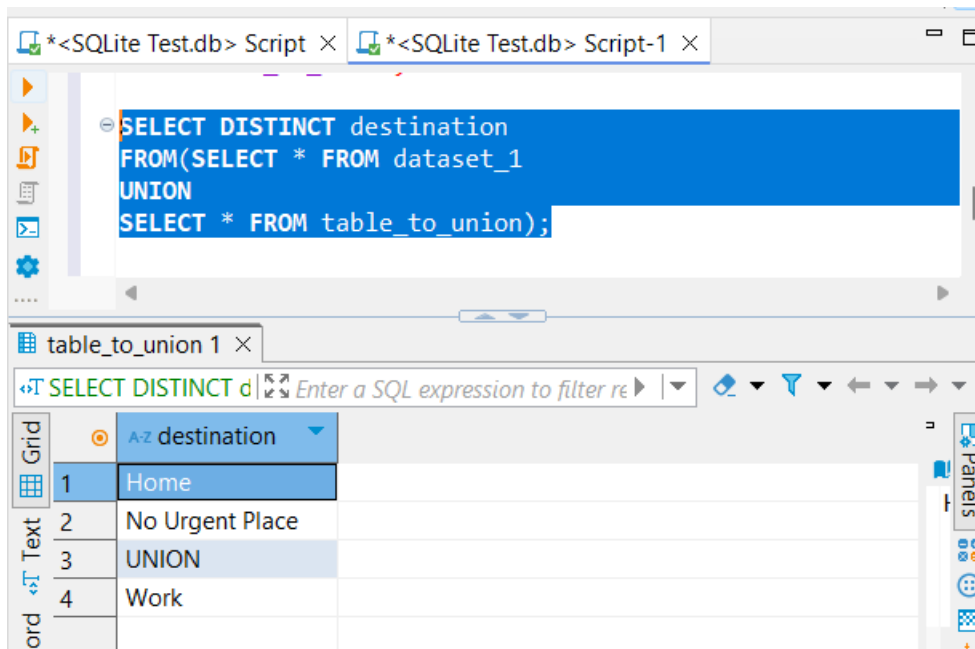 *<SQLite Test.db> Script × *<SQLite Test.db> Script-1 ×
SELECT DISTINCT destination
FROM(SELECT * FROM dataset_1
UNION
SELECT * FROM table_to_union);
table_to_union 1 ×
SELECT DISTINCT d Enter a SQL expression to filter re
Grid
Text
ord
A-Z destination
1 Home
2 No Urgent Place
3 UNION
4 Work
Panels